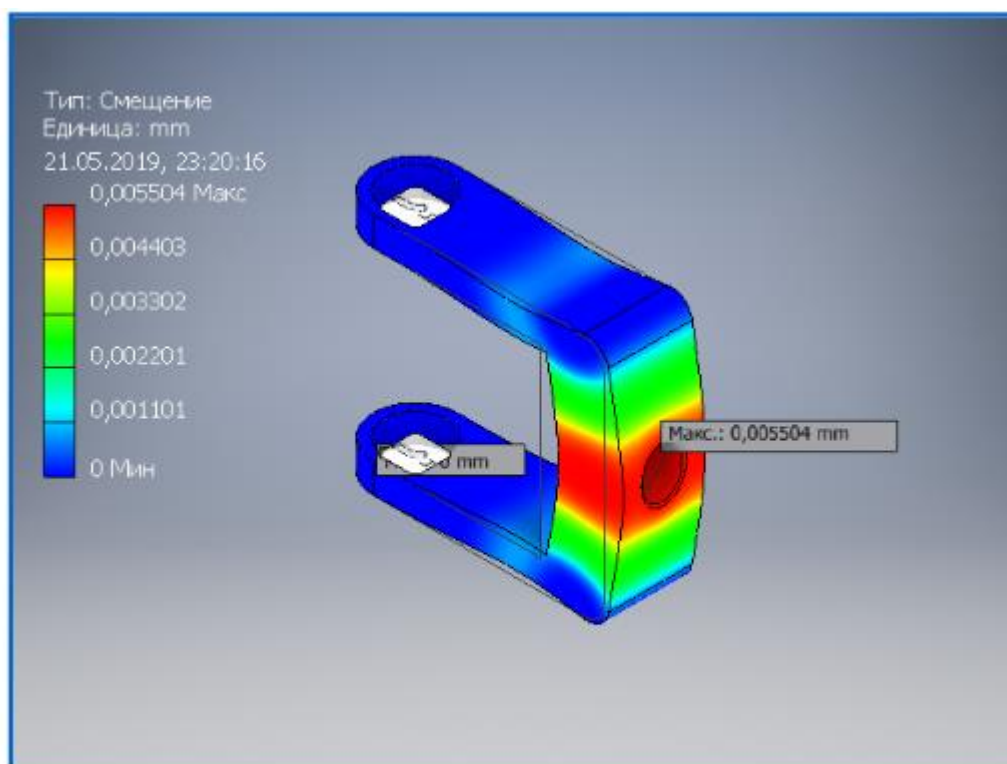 Тип: Смещение
Единица: mm
21.05.2019, 23:20:16
0,005504 Макс
0,004403
0,003302
0,002201
0,001101
0 Мин
Макс.: 0,005504 mm
mm